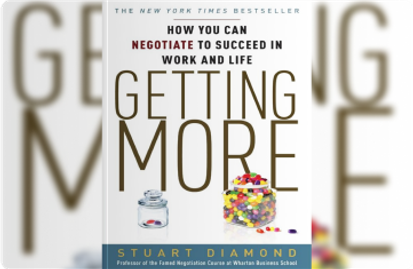 THE NEW YORK TIMES BESTSELLER
HOW YOU CAN
NEGOTIATE TO SUCCEED IN
WORK AND LIFE
GETTING
MORE
STUART DIAMOND
Professor of the Famed Negotiation Course at Wharton Business School